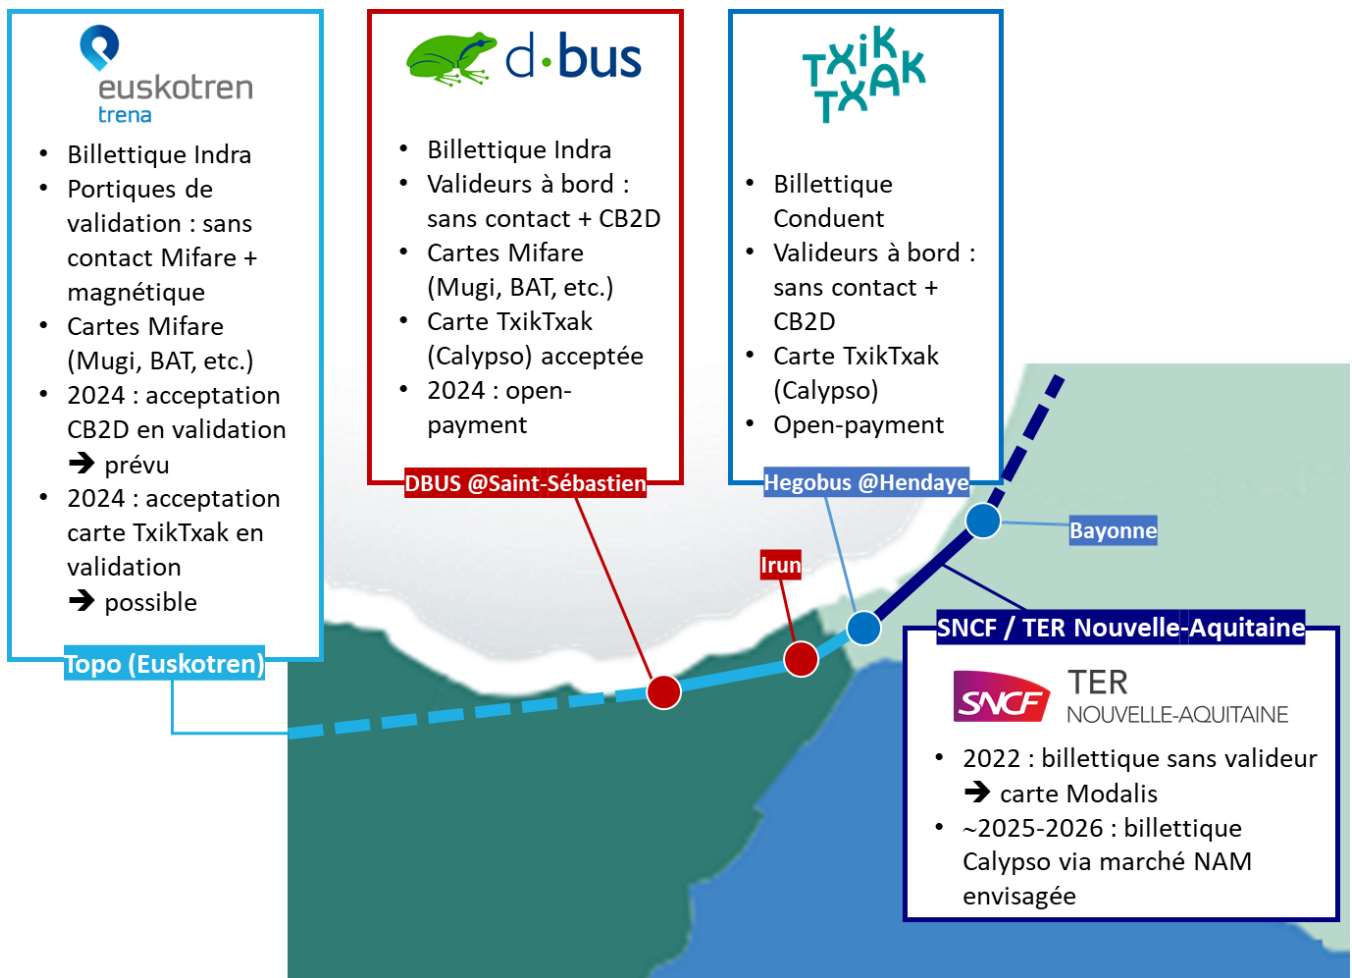 euskotren
trena
• Billettique Indra
• Portiques de
validation : sans
contact Mifare +
magnétique
• Cartes Mifare
(Mugi, BAT, etc.)
• 2024 : acceptation
CB2D en validation
➔ prévu
• 2024 : acceptation
carte TxikTxak en
validation
➔ possible
Topo (Euskotren)
d·bus
• Billettique Indra
• Valideurs à bord :
sans contact + CB2D
• Cartes Mifare
(Mugi, BAT, etc.)
• Carte TxikTxak
(Calypso) acceptée
• 2024 : open-
payment
DBUS @Saint-Sébastien
TXiK
TXAK
• Billettique
Conduent
• Valideurs à bord :
sans contact +
CB2D
• Carte TxikTxak
(Calypso)
• Open-payment
Hegobus @Hendaye
Bayonne
Irun
SNCF / TER Nouvelle-Aquitaine
SNCF
TER
NOUVELLE-AQUITAINE
• 2022 : billettique sans valideur
➔ carte Modalis
• ~2025-2026 : billettique
Calypso via marché NAM
envisagée